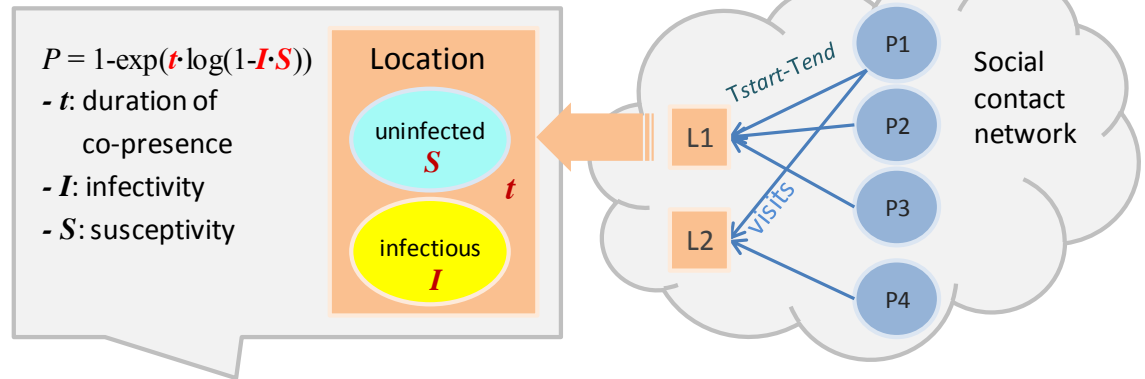 P = 1-exp(t·log(1-I·S))
- t: duration of
co-presence
- I: infectivity
- S: susceptivity
Location
uninfected
S
t
infectious
I
Tstart-Tend
visits
L1
L2
P1
P2
P3
P4
Social
contact
network